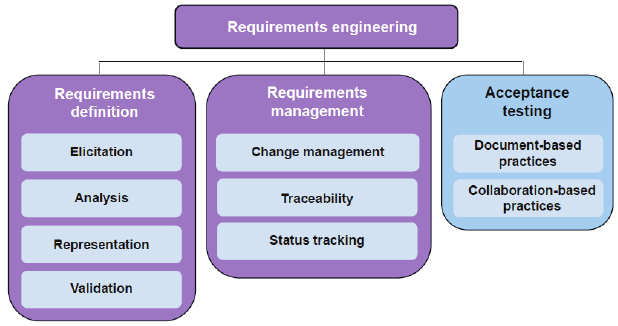 Requirements engineering
Requirements
definition
Elicitation
Analysis
Representation
Validation
Requirements
management
Change management
Traceability
Status tracking
Acceptance
testing
Document-based
practices
Collaboration-based
practices